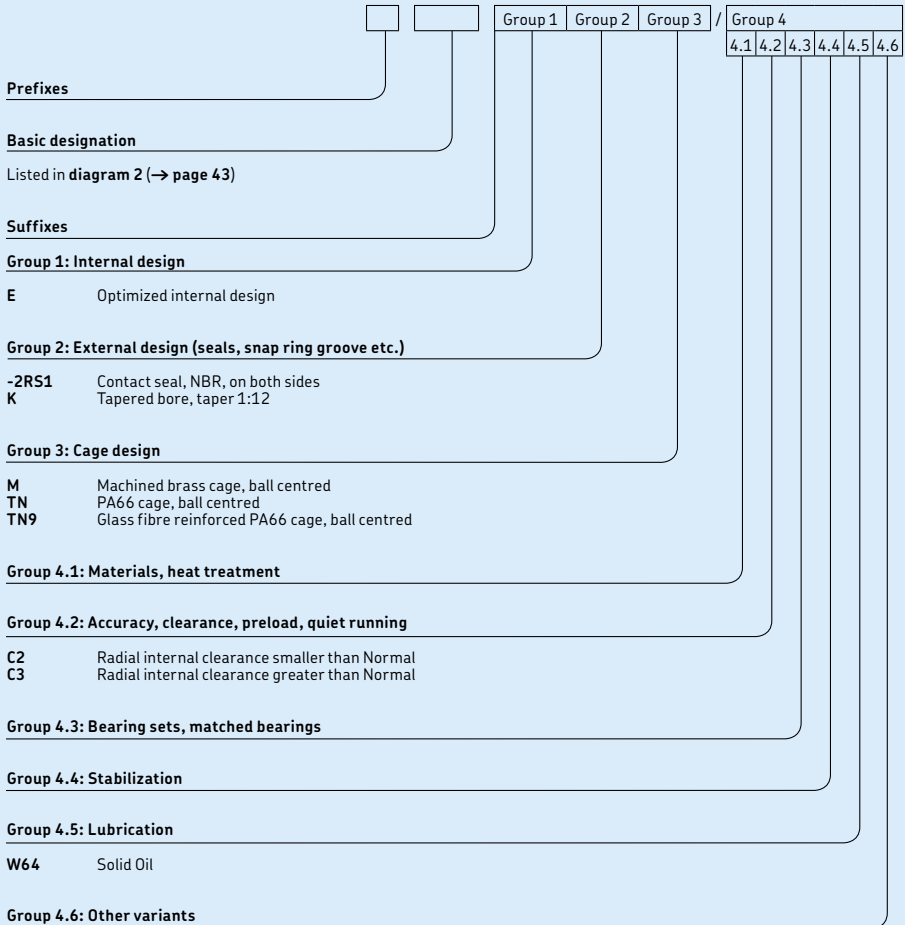 Group 1 Group 2 Group 3 / Group 4
4.1 4.2 4.3 4.4 4.5 4.6
Prefixes
Basic designation
Listed in diagram 2 (→ page 43)
Suffixes
Group 1: Internal design
E Optimized internal design
Group 2: External design (seals, snap ring groove etc.)
-2RS1 Contact seal, NBR, on both sides
K Tapered bore, taper 1:12
Group 3: Cage design
M Machined brass cage, ball centred
TN PA66 cage, ball centred
TN9 Glass fibre reinforced PA66 cage, ball centred
Group 4.1: Materials, heat treatment
Group 4.2: Accuracy, clearance, preload, quiet running
C2 Radial internal clearance smaller than Normal
C3 Radial internal clearance greater than Normal
Group 4.3: Bearing sets, matched bearings
Group 4.4: Stabilization
Group 4.5: Lubrication
W64 Solid Oil
Group 4.6: Other variants